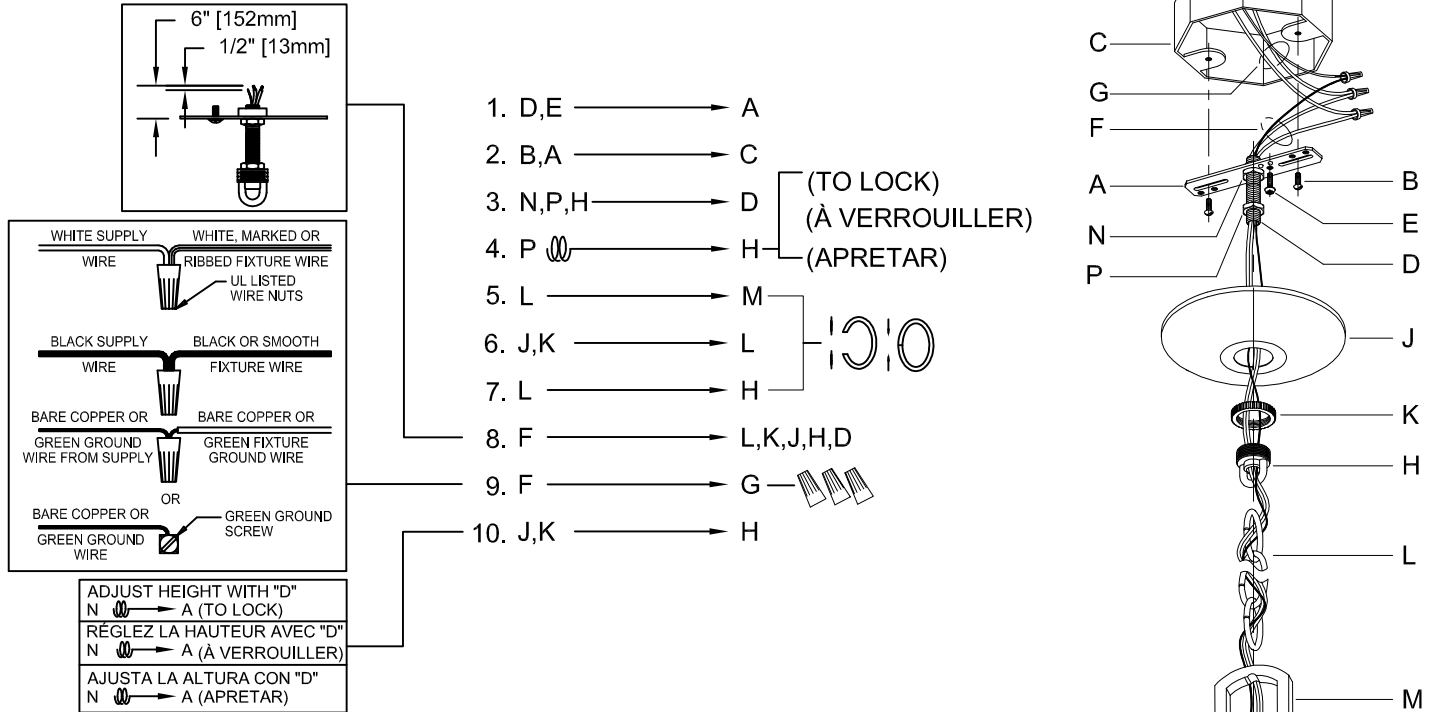 6" [152mm]
1/2" [13mm]
WHITE SUPPLY
WIRE
WHITE, MARKED OR
RIBBED FIXTURE WIRE
UL LISTED
WIRE NUTS
BLACK SUPPLY
WIRE
BLACK OR SMOOTH
FIXTURE WIRE
BARE COPPER OR
GREEN GROUND
WIRE FROM SUPPLY
BARE COPPER OR
GREEN FIXTURE
GROUND WIRE
OR
BARE COPPER OR
GREEN GROUND
WIRE
GREEN GROUND
SCREW
ADJUST HEIGHT WITH "D"
N A (TO LOCK)
RÉGLEZ LA HAUTEUR AVEC "D"
N A (À VERROUILLER)
AJUSTA LA ALTURA CON "D"
N A (APRETAR)
1. D,E A
2. B,A C
3. N,P,H D
4. P H
(TO LOCK)
(À VERROUILLER)
(APRETAR)
5. L M
6. J,K L
7. L H
8. F L,K,J,H,D
9. F G
10. J,K H
C
G
F
A
N
P
B
E
D
J
K
H
L
M